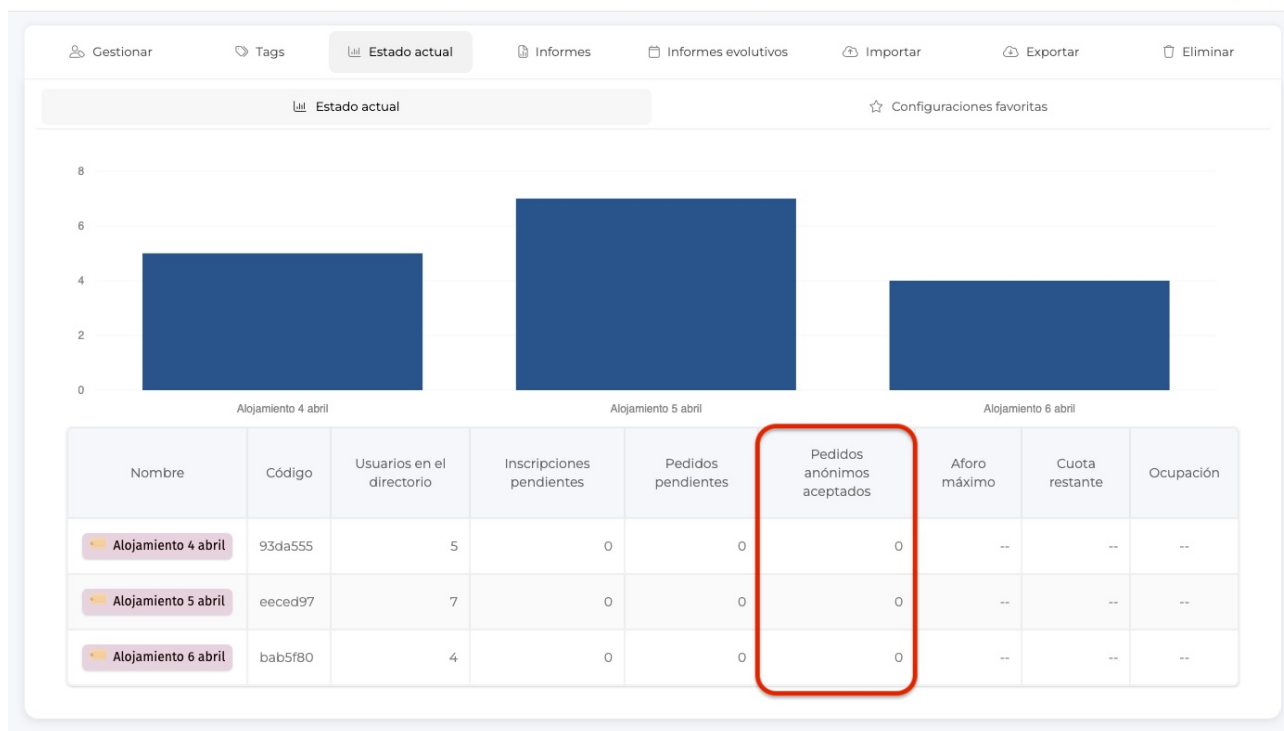 Gestionar Tags Estado actual Informes Informes evolutivos Importar Exportar Eliminar
Estado actual Configuraciones favoritas
8
6
4
2
0
Alojamiento 4 abril Alojamiento 5 abril Alojamiento 6 abril
Nombre Código Usuarios en el directorio Inscripciones pendientes Pedidos pendientes Pedidos anónimos aceptados Aforo máximo Cuota restante Ocupación
Alojamiento 4 abril 93da555 5 0 0 0 -- -- --
Alojamiento 5 abril eeced97 7 0 0 0 -- -- --
Alojamiento 6 abril bab5f80 4 0 0 0 -- -- --